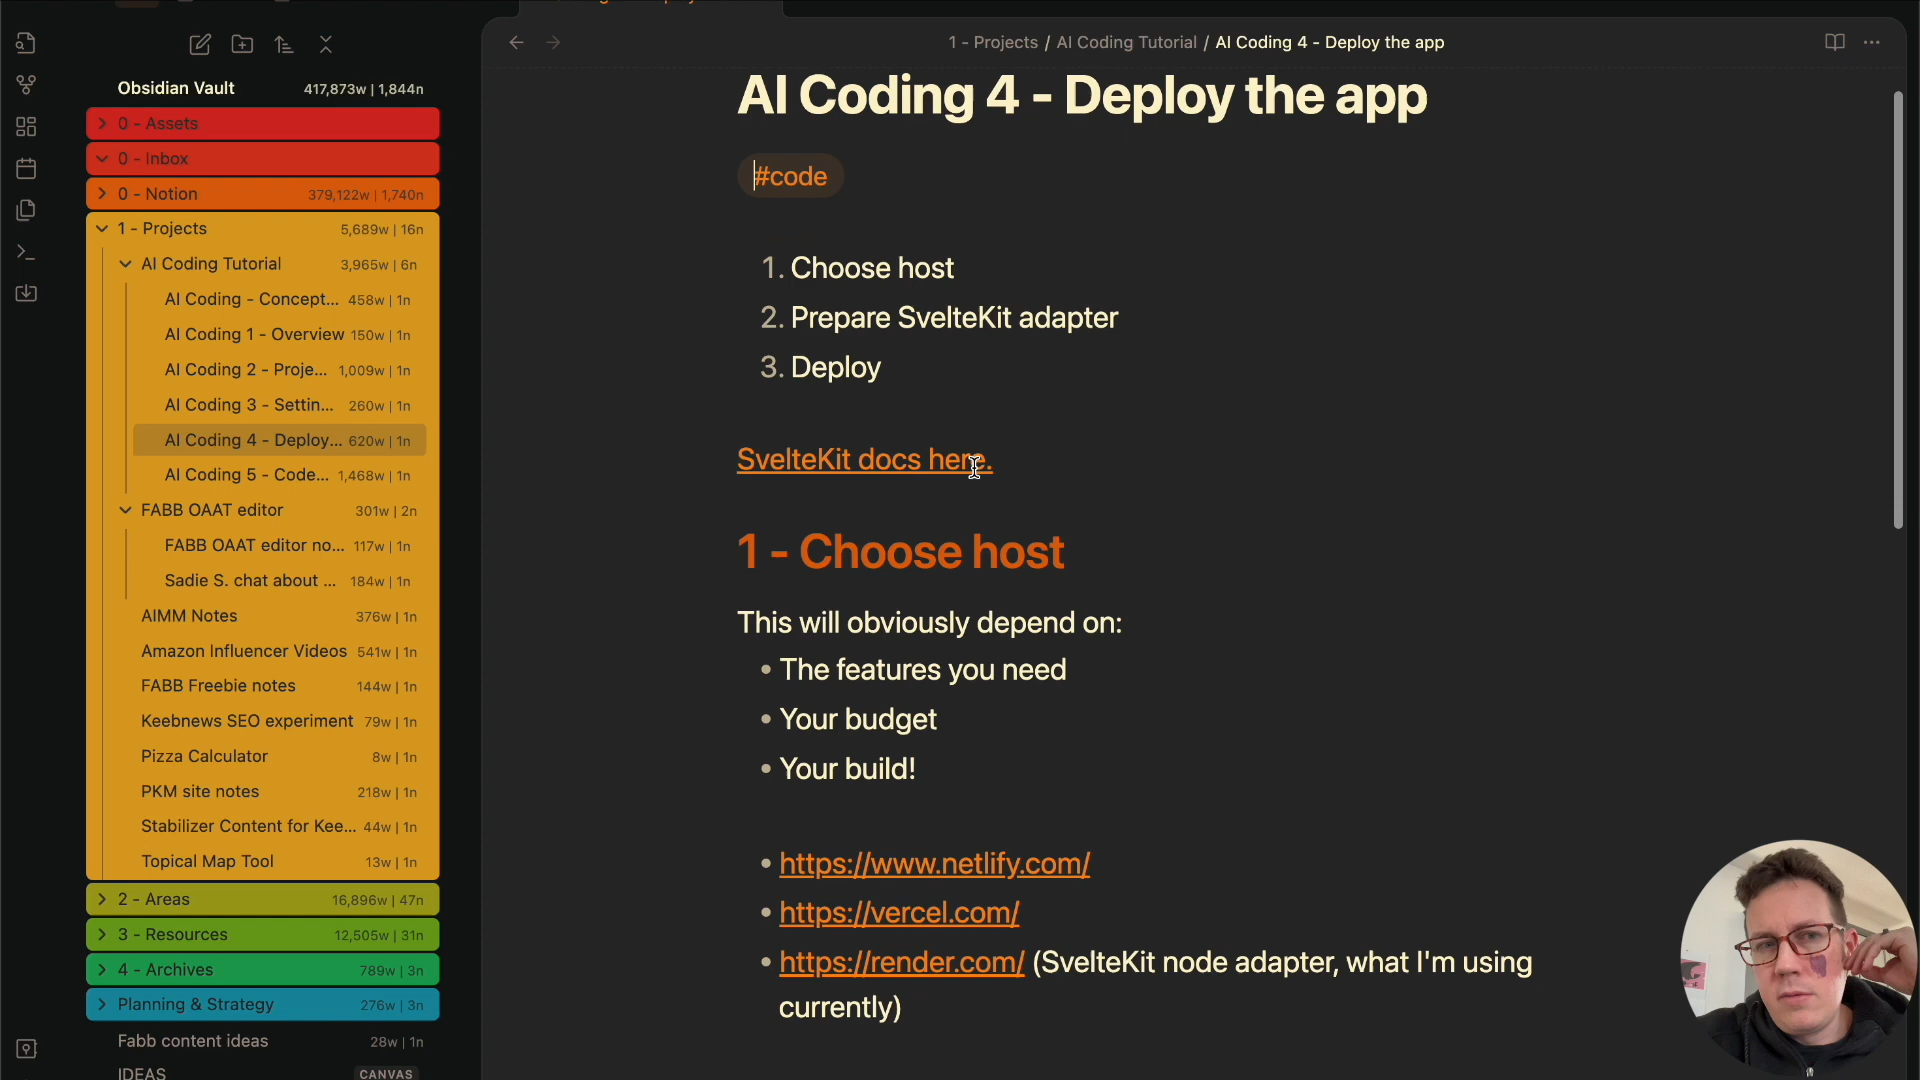 1 - Projects / AI Coding Tutorial / AI Coding 4 - Deploy the app
Obsidian Vault 417,873w | 1,844n
0 - Assets
0 - Inbox
0 - Notion 379,122w | 1,740n
1 - Projects 5,689w | 16n
AI Coding Tutorial 3,965w | 6n
AI Coding - Concept... 458w | 1n
AI Coding 1 - Overview 150w | 1n
AI Coding 2 - Proje... 1,009w | 1n
AI Coding 3 - Settin... 260w | 1n
AI Coding 4 - Deploy... 620w | 1n
AI Coding 5 - Code... 1,468w | 1n
FABB OAAT editor 301w | 2n
FABB OAAT editor no... 117w | 1n
Sadie S. chat about ... 184w | 1n
AIMM Notes 376w | 1n
Amazon Influencer Videos 541w | 1n
FABB Freebie notes 144w | 1n
Keebnews SEO experiment 79w | 1n
Pizza Calculator 8w | 1n
PKM site notes 218w | 1n
Stabilizer Content for Kee... 44w | 1n
Topical Map Tool 13w | 1n
2 - Areas 16,896w | 47n
3 - Resources 12,505w | 31n
4 - Archives 789w | 3n
Planning & Strategy 276w | 3n
Fabb content ideas 28w | 1n
IDEAS CANVAS
AI Coding 4 - Deploy the app
#code
1. Choose host
2. Prepare SvelteKit adapter
3. Deploy
SvelteKit docs here.
1 - Choose host
This will obviously depend on:
• The features you need
• Your budget
• Your build!
• https://www.netlify.com/
• https://vercel.com/
• https://render.com/ (SvelteKit node adapter, what I'm using
currently)